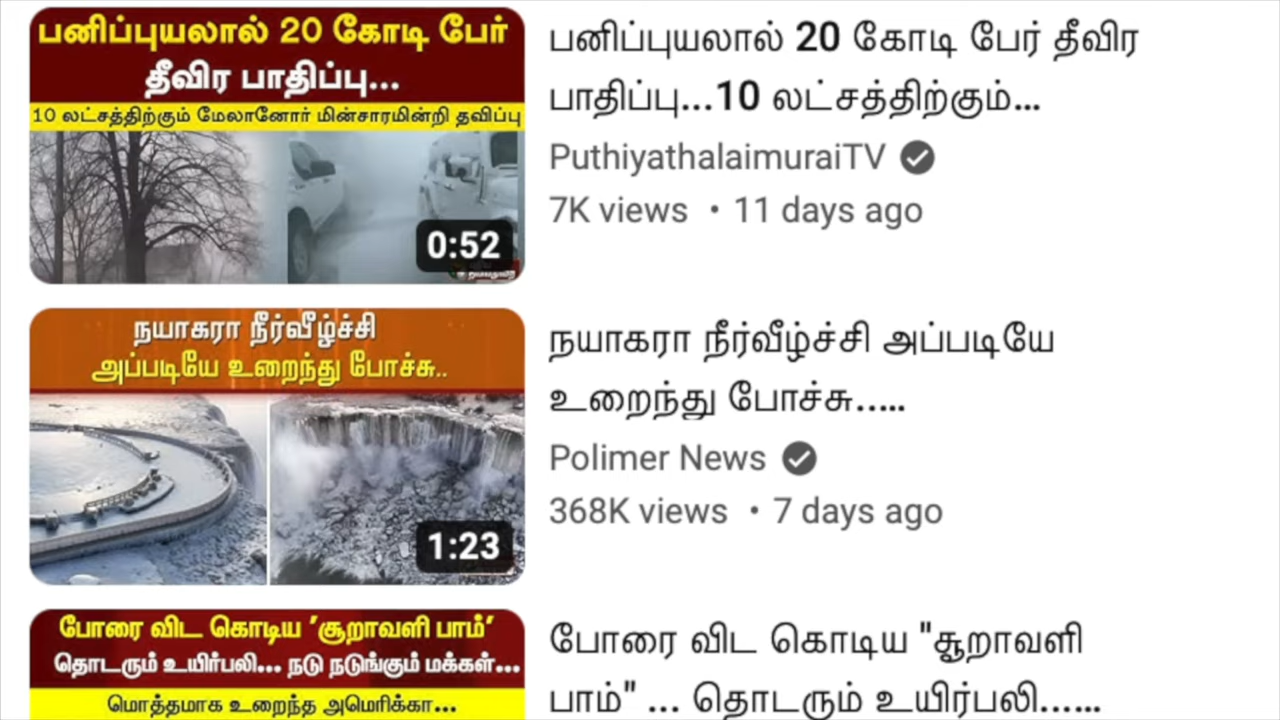 பனிப்புயலால் 20 கோடி பேர்
தீவிர பாதிப்பு...
10 லட்சத்திற்கும் மேலானோர் மின்சாரமின்றி தவிப்பு
0:52
பனிப்புயலால் 20 கோடி பேர் தீவிர
பாதிப்பு...10 லட்சத்திற்கும்...
PuthiyathalaimuraiTV
7K views • 11 days ago
நயாகரா நீர்வீழ்ச்சி
அப்படியே உறைந்து போச்சு..
1:23
நயாகரா நீர்வீழ்ச்சி அப்படியே
உறைந்து போச்சு.....
Polimer News
368K views • 7 days ago
போரை விட கொடிய 'சூறாவளி பாம்'
தொடரும் உயிர்பலி... நடு நடுங்கும் மக்கள்...
மொத்தமாக உறைந்த அமெரிக்கா...
போரை விட கொடிய "சூறாவளி
பாம்" ... தொடரும் உயிர்பலி......